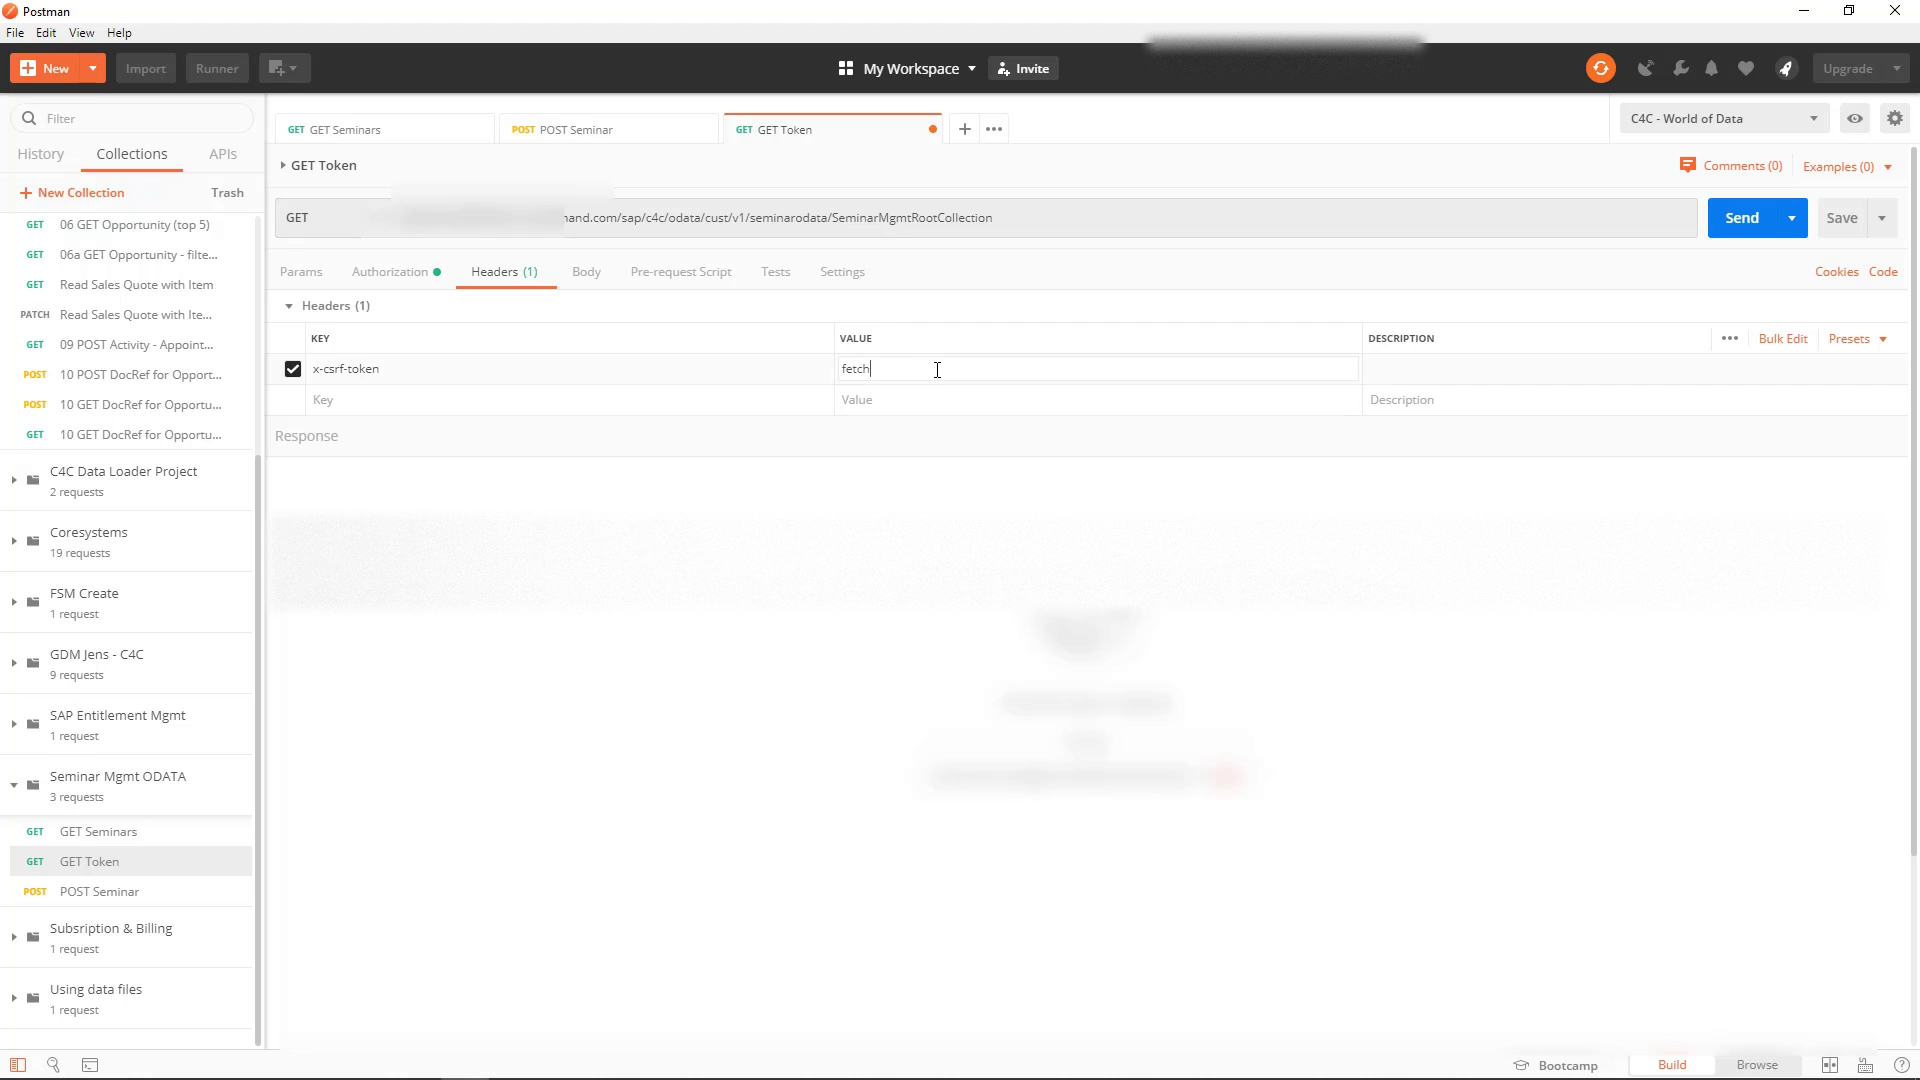 Postman
File Edit View Help
New Import Runner My Workspace Invite Upgrade
Filter
History Collections APIs
+ New Collection Trash
GET 06 GET Opportunity (top 5)
GET 06a GET Opportunity - filte...
GET Read Sales Quote with Item
PATCH Read Sales Quote with Ite...
GET 09 POST Activity - Appoint...
POST 10 POST DocRef for Opport...
POST 10 GET DocRef for Opportu...
GET 10 GET DocRef for Opportu...
C4C Data Loader Project
2 requests
Coresystems
19 requests
FSM Create
1 request
GDM Jens - C4C
9 requests
SAP Entitlement Mgmt
1 request
Seminar Mgmt ODATA
3 requests
GET GET Seminars
GET GET Token
POST POST Seminar
Subsription & Billing
1 request
Using data files
1 request
GET GET Seminars POST POST Seminar GET GET Token + ••• C4C - World of Data
GET Token Comments (0) Examples (0)
GET nand.com/sap/c4c/odata/cust/v1/seminarodata/SeminarMgmtRootCollection Send Save
Params Authorization Headers (1) Body Pre-request Script Tests Settings Cookies Code
Headers (1)
KEY VALUE DESCRIPTION ••• Bulk Edit Presets
x-csrf-token fetch
Key Value Description
Response
Bootcamp Build Browse